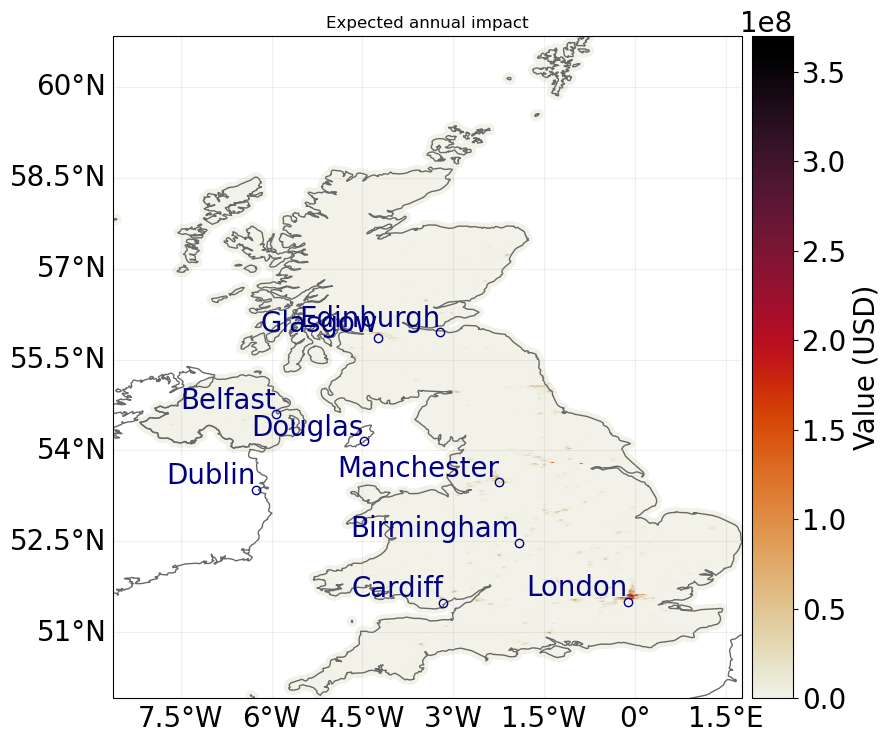 Expected annual impact
1e8
60°N
58.5°N
57°N
55.5°N
54°N
52.5°N
51°N
Edinburgh
Glasgow
Belfast
Douglas
Dublin
Manchester
Birmingham
Cardiff
London
7.5°W 6°W 4.5°W 3°W 1.5°W 0° 1.5°E
3.5
3.0
2.5
2.0
1.5
1.0
0.5
0.0
Value (USD)